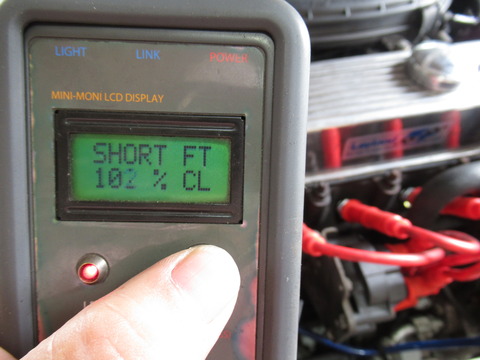 LIGHT LINK POWER
MINI-MONI LCD DISPLAY
SHORT FT
102 % CL